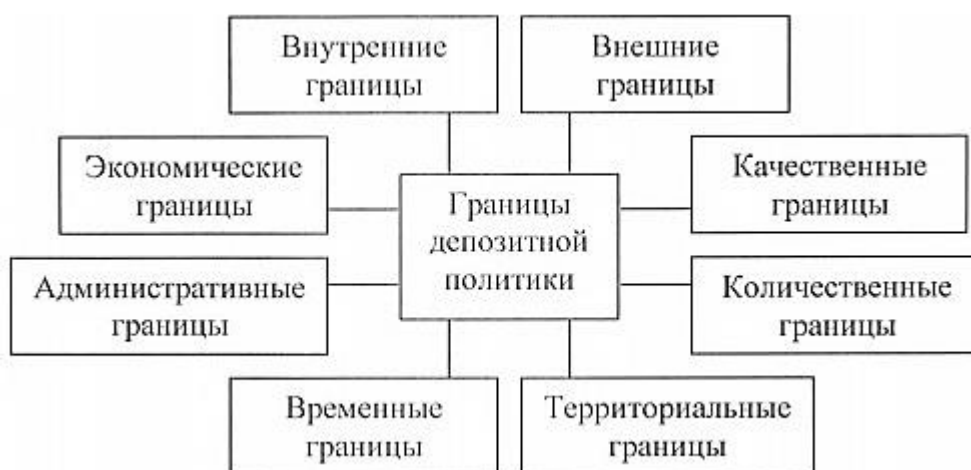 Внутренние
границы
Внешние
границы
Экономические
границы
Качественные
границы
Границы
депозитной
политики
Административные
границы
Количественные
границы
Временные
границы
Территориальные
границы